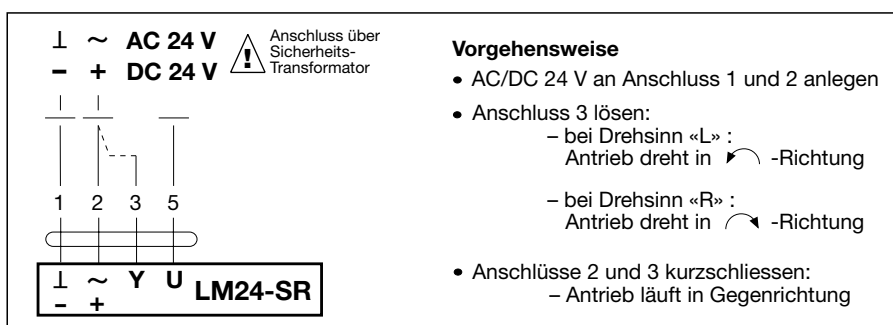 ⊥ ~ AC 24 V
– + DC 24 V
Anschluss über
Sicherheits-
Transformator
1 2 3 5
⊥ ~ Y U
– +
LM24-SR
Vorgehensweise
• AC/DC 24 V an Anschluss 1 und 2 anlegen
• Anschluss 3 lösen:
– bei Drehsinn «L» :
Antrieb dreht in -Richtung
– bei Drehsinn «R» :
Antrieb dreht in -Richtung
• Anschlüsse 2 und 3 kurzschliessen:
– Antrieb läuft in Gegenrichtung